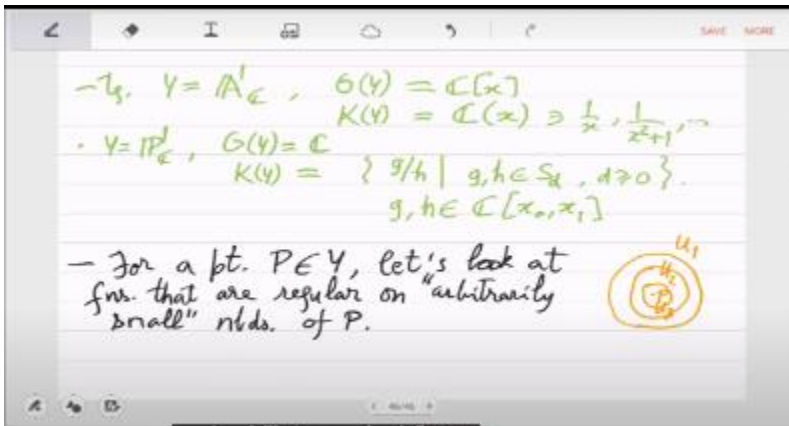 SAVE MORE
- Eg. Y = 𝔸¹_ℂ, O(Y) = ℂ[x]
K(Y) = ℂ(x) ∋ 1/x, 1/(x²+1), ...
· Y = ℙ¹_ℂ, O(Y) = ℂ
K(Y) = { g/h | g,h ∈ S_d, d≥0 }.
g,h ∈ ℂ[x₀,x₁]
- For a pt. P ∈ Y, let's look at
fns. that are regular on "arbitrarily
small" nbds. of P.
U₁
U₂
P
U₃